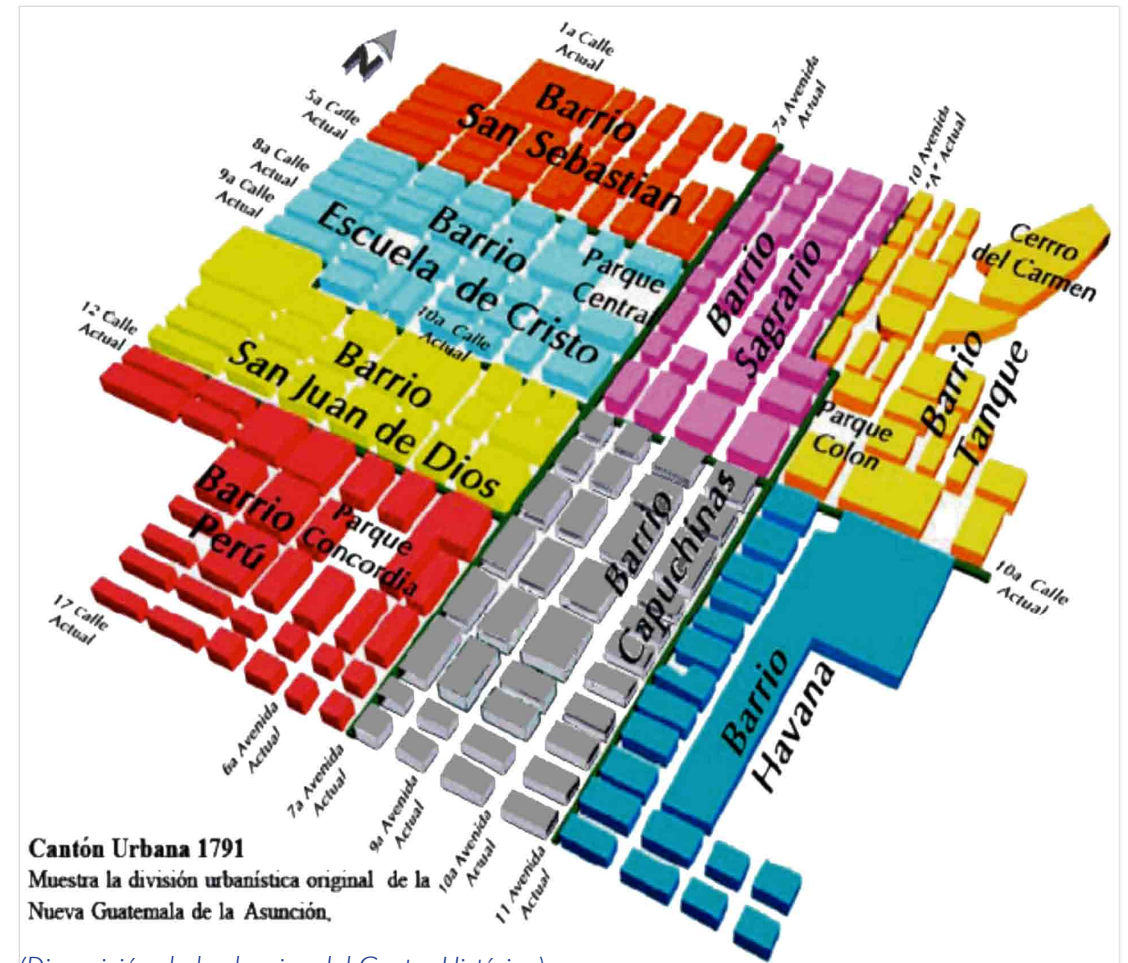 1a Calle
Actual
7a Avenida
Actual
10 Avenida
"A" Actual
5a Calle
Actual
8a Calle
Actual
9a Calle
Actual
12 Calle
Actual
17 Calle
Actual
Barrio
San Sebastian
Barrio
Escuela de Cristo
Parque
Central
10a Calle
Actual
Barrio
Sagrario
Cerrro
del Carmen
Barrio
Tanque
Parque
Colon
Barrio
San Juan de Dios
Barrio
Perú
Parque
Concordia
Barrio
Capuchinas
Barrio
Havana
10a Calle
Actual
6a Avenida
Actual
7a Avenida
Actual
9a Avenida
Actual
10a Avenida
Actual
11 Avenida
Actual
Cantón Urbana 1791
Muestra la división urbanística original de la
Nueva Guatemala de la Asunción,